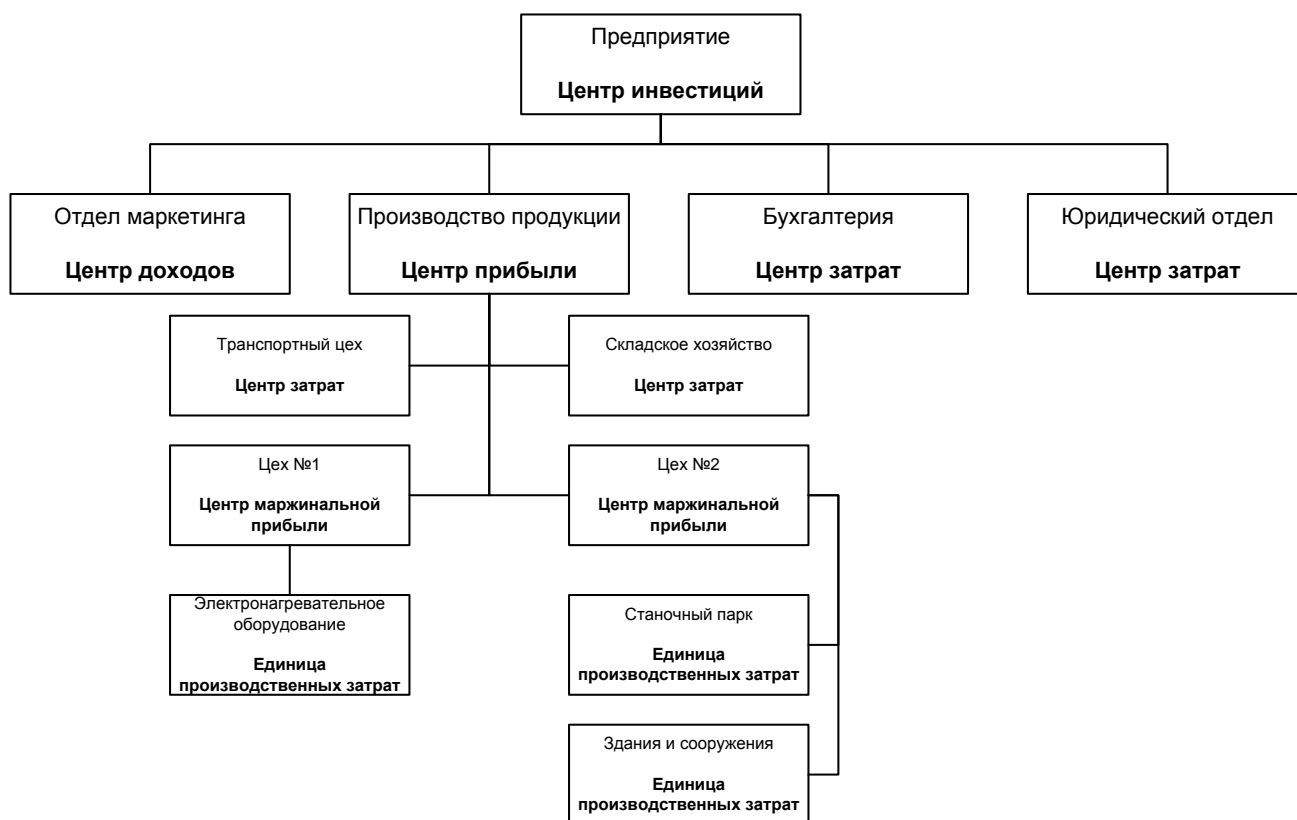 Предприятие
Центр инвестиций
Отдел маркетинга
Центр доходов
Производство продукции
Центр прибыли
Бухгалтерия
Центр затрат
Юридический отдел
Центр затрат
Транспортный цех
Центр затрат
Складское хозяйство
Центр затрат
Цех №1
Центр маржинальной
прибыли
Цех №2
Центр маржинальной
прибыли
Электронагревательное
оборудование
Единица
производственных затрат
Станочный парк
Единица
производственных затрат
Здания и сооружения
Единица
производственных затрат